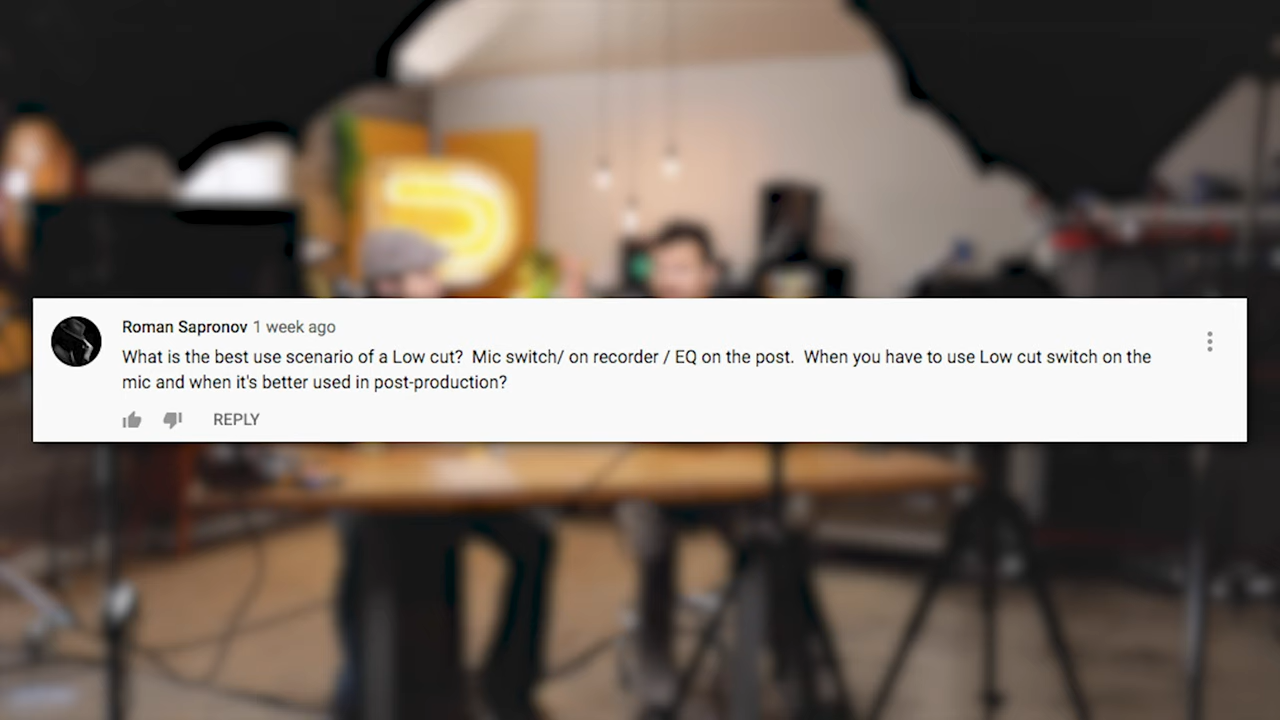 Roman Sapronov 1 week ago
What is the best use scenario of a Low cut?  Mic switch/ on recorder / EQ on the post.  When you have to use Low cut switch on the
mic and when it's better used in post-production?
REPLY